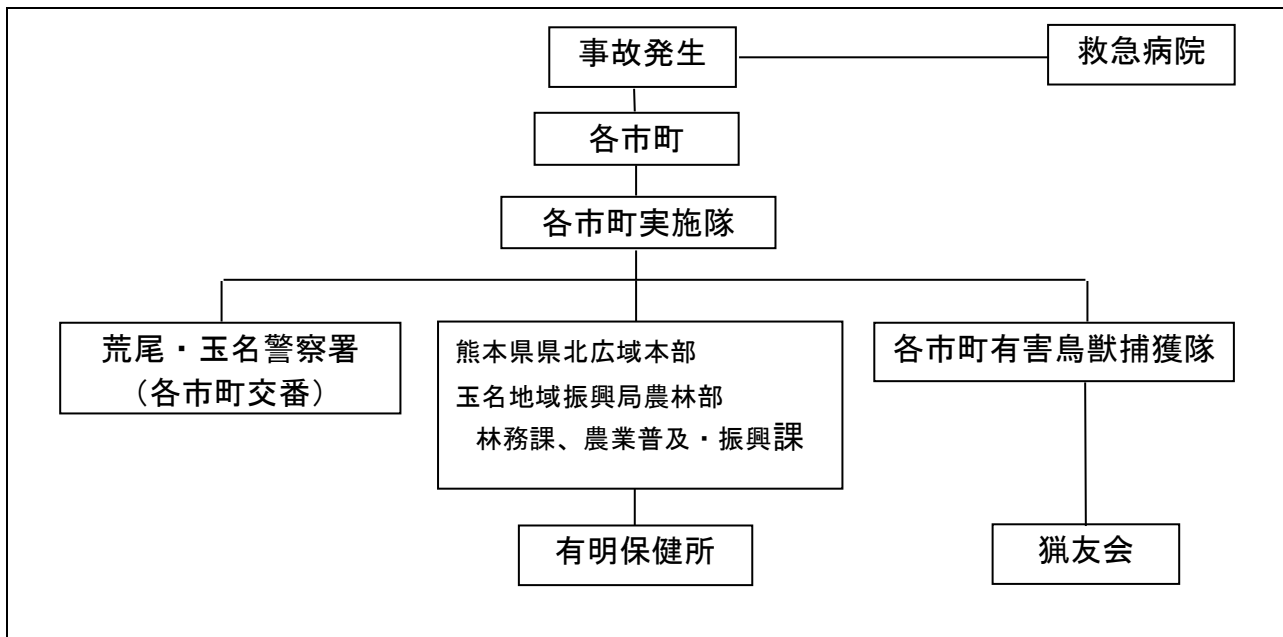 事故発生
救急病院
各市町
各市町実施隊
荒尾・玉名警察署
（各市町交番）
熊本県県北広域本部
玉名地域振興局農林部
林務課、農業普及・振興課
各市町有害鳥獣捕獲隊
有明保健所
猟友会